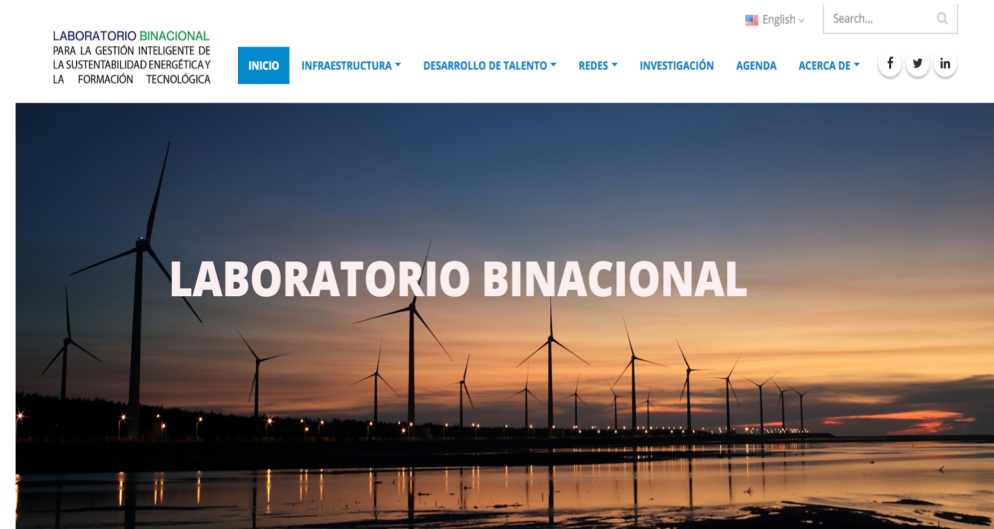 English
Search...
LABORATORIO BINACIONAL
PARA LA GESTIÓN INTELIGENTE DE
LA SUSTENTABILIDAD ENERGÉTICA Y
LA FORMACIÓN TECNOLÓGICA
INICIO INFRAESTRUCTURA DESARROLLO DE TALENTO REDES INVESTIGACIÓN AGENDA ACERCA DE
LABORATORIO BINACIONAL